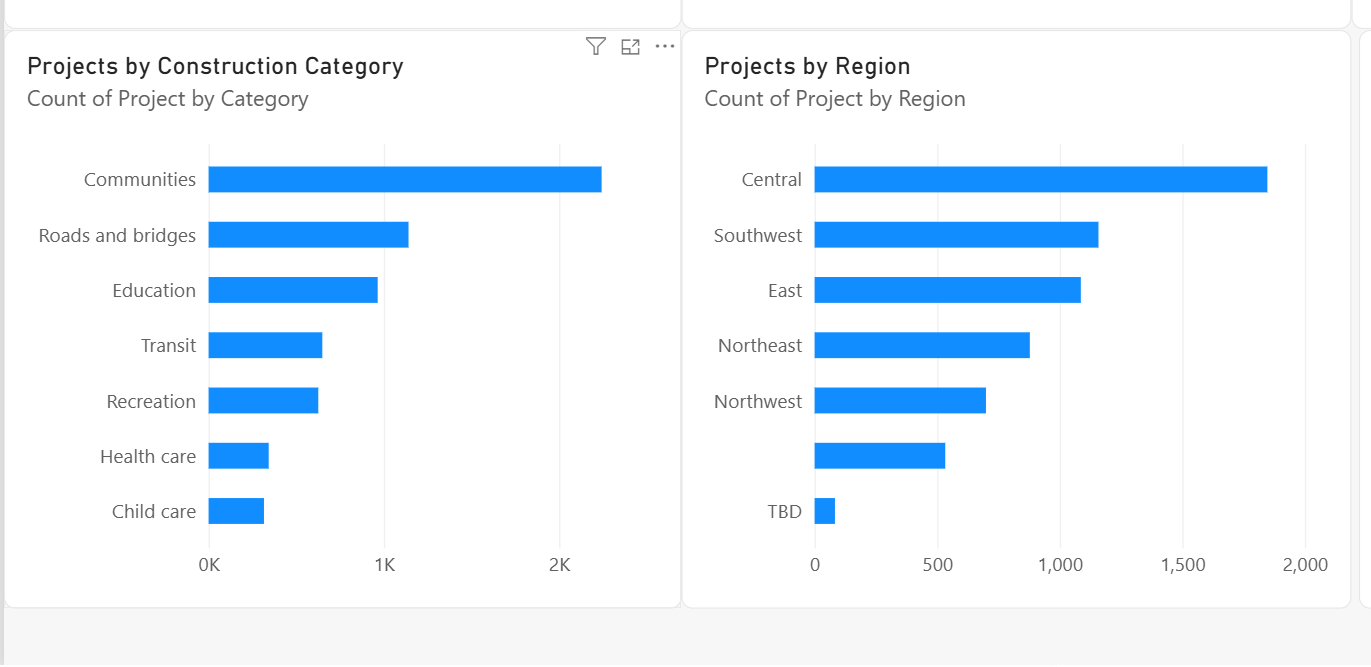 Projects by Construction Category
Count of Project by Category
Communities
Roads and bridges
Education
Transit
Recreation
Health care
Child care
0K 1K 2K
Projects by Region
Count of Project by Region
Central
Southwest
East
Northeast
Northwest
TBD
0 500 1,000 1,500 2,000